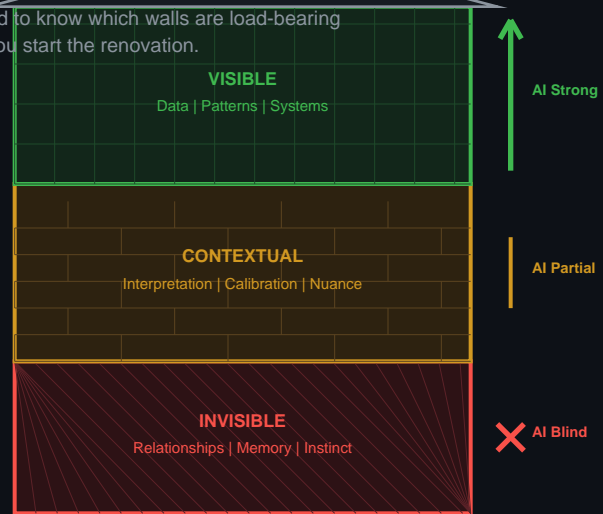 d to know which walls are load-bearing
ou start the renovation.
VISIBLE
Data | Patterns | Systems
AI Strong
CONTEXTUAL
Interpretation | Calibration | Nuance
AI Partial
INVISIBLE
Relationships | Memory | Instinct
AI Blind